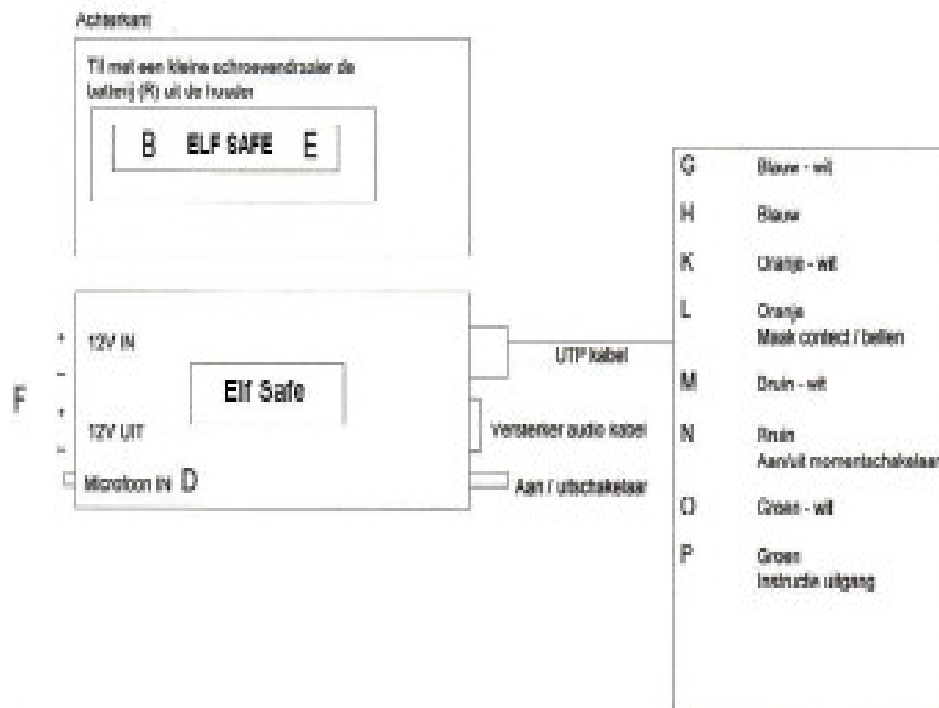 Achterkant
Til met een kleine schroevendraaier de
batterij (R) uit de houder
B ELF SAFE E
G Blauw - wit
H Blauw
K Oranje - wit
L Oranje
Maak contact / bellen
M Bruin - wit
N Bruin
Aan/uit momentschakelaar
O Groen - wit
P Groen
Instructie uitgang
+
12V IN
-
F
Elf Safe
+
12V UIT
-
Microfoon IN D
UTP kabel
Versterker audio kabel
Aan / uitschakelaar